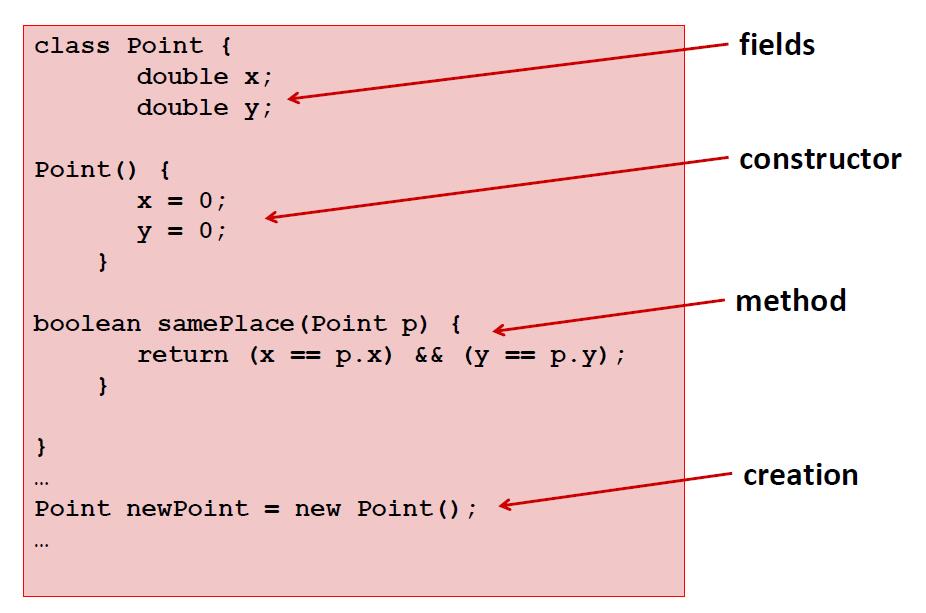 class Point {
double x;
double y;
fields
Point() {
x = 0;
y = 0;
}
constructor
boolean samePlace(Point p) {
return (x == p.x) && (y == p.y);
}
method
}
…
Point newPoint = new Point();
…
creation